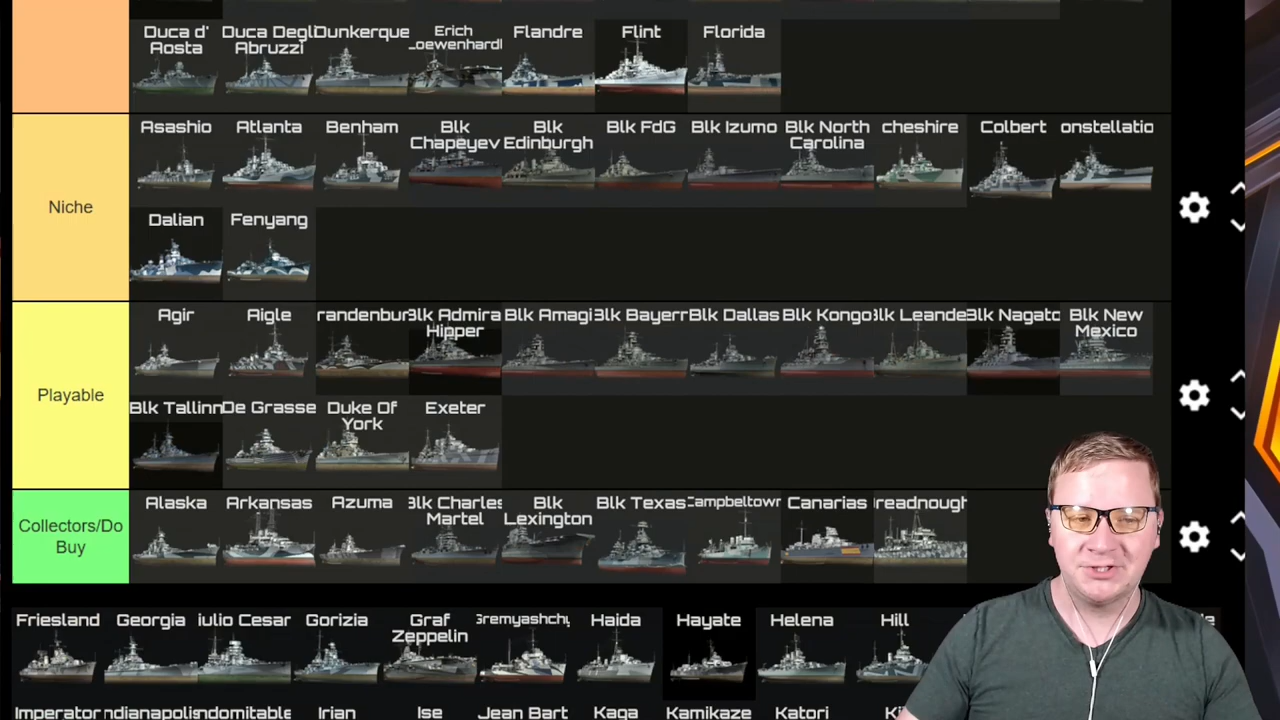 Duca d' Aosta
Duca Degl Abruzzi
Dunkerque
Erich Loewenhardt
Flandre
Flint
Florida
Niche
Asashio
Atlanta
Benham
Blk Chapeyev
Blk Edinburgh
Blk FdG
Blk Izumo
Blk North Carolina
cheshire
Colbert
onstellatio
Dalian
Fenyang
Playable
Agir
Aigle
randenbur
Blk Admira Hipper
Blk Amagi
Blk Bayern
Blk Dallas
Blk Kongo
Blk Leande
Blk Nagato
Blk New Mexico
Blk Tallinn
De Grasse
Duke Of York
Exeter
Collectors/Do Buy
Alaska
Arkansas
Azuma
Blk Charles Martel
Blk Lexington
Blk Texas
Campbeltown
Canarias
readnough
Friesland
Georgia
iulio Cesar
Gorizia
Graf Zeppelin
Gremyashchy
Haida
Hayate
Helena
Hill
Imperator
ndianapolis
ndomitable
Irian
Ise
Jean Bart
Kaga
Kamikaze
Katori